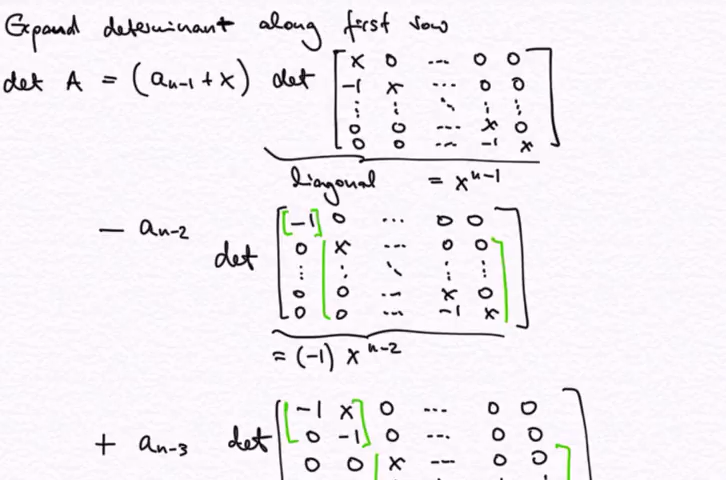 Expand determinant along first row
det A = (aₙ₋₁ + x) det [ x 0 ... 0 0
-1 x ... 0 0
⋮ ⋮ ⋱ ⋮ ⋮
0 0 ... x 0
0 0 ... -1 x ]
diagonal = xⁿ⁻¹
- aₙ₋₂ det [ [-1] 0 ... 0 0
0 [ x ... 0 0 ]
⋮ ⋮ ⋱ ⋮ ⋮
0 0 ... x 0
0 0 ... -1 x ]
= (-1) xⁿ⁻²
+ aₙ₋₃ det [ -1 x 0 ... 0 0
0 -1 0 ... 0 0
0 0 x ... 0 0